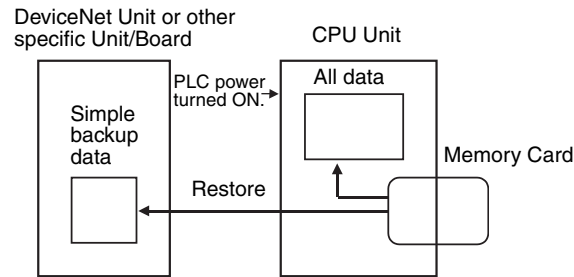 DeviceNet Unit or other
specific Unit/Board
CPU Unit
PLC power
turned ON.
All data
Simple
backup
data
Memory Card
Restore